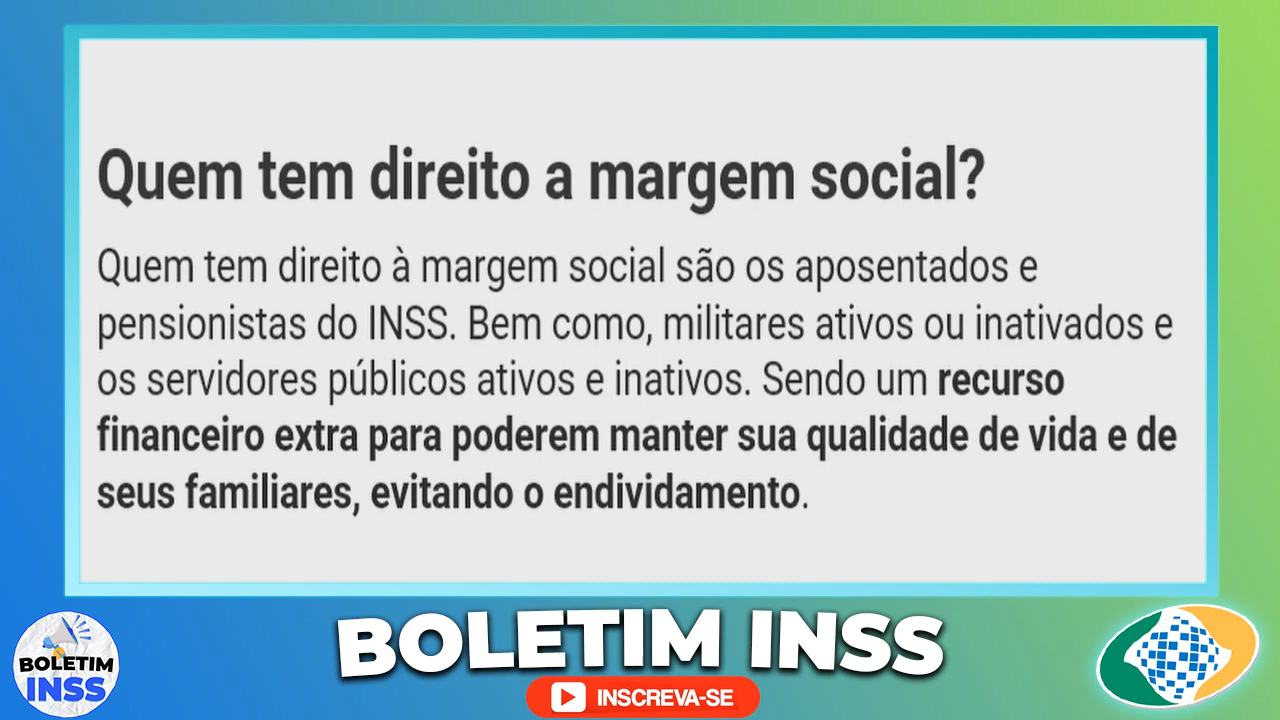 Quem tem direito a margem social?
Quem tem direito à margem social são os aposentados e
pensionistas do INSS. Bem como, militares ativos ou inativados e
os servidores públicos ativos e inativos. Sendo um recurso
financeiro extra para poderem manter sua qualidade de vida e de
seus familiares, evitando o endividamento.
BOLETIM
INSS
BOLETIM INSS
INSCREVA-SE